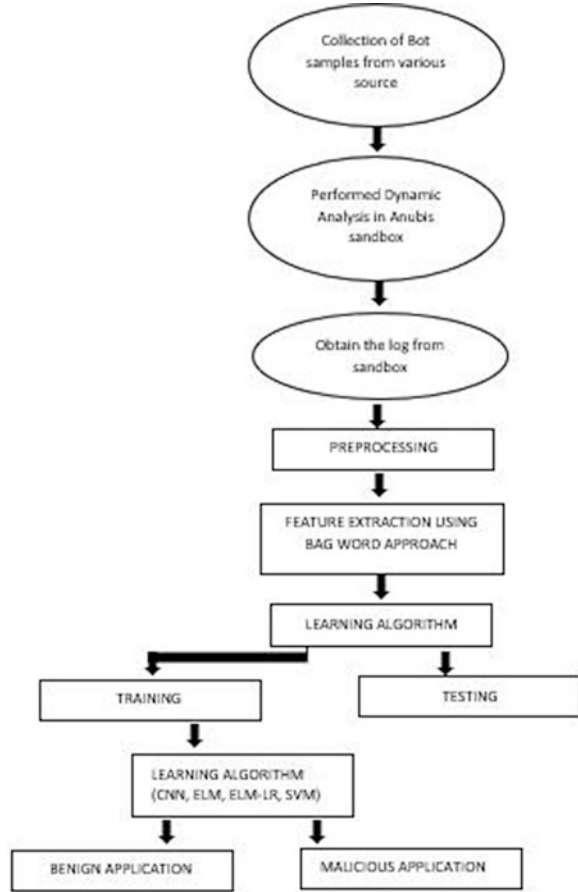 Collection of Bot
samples from various
source
Performed Dynamic
Analysis in Anubis
sandbox
Obtain the log from
sandbox
PREPROCESSING
FEATURE EXTRACTION USING
BAG WORD APPROACH
LEARNING ALGORITHM
TRAINING
TESTING
LEARNING ALGORITHM
(CNN, ELM, ELM-LR, SVM)
BENIGN APPLICATION
MALICIOUS APPLICATION